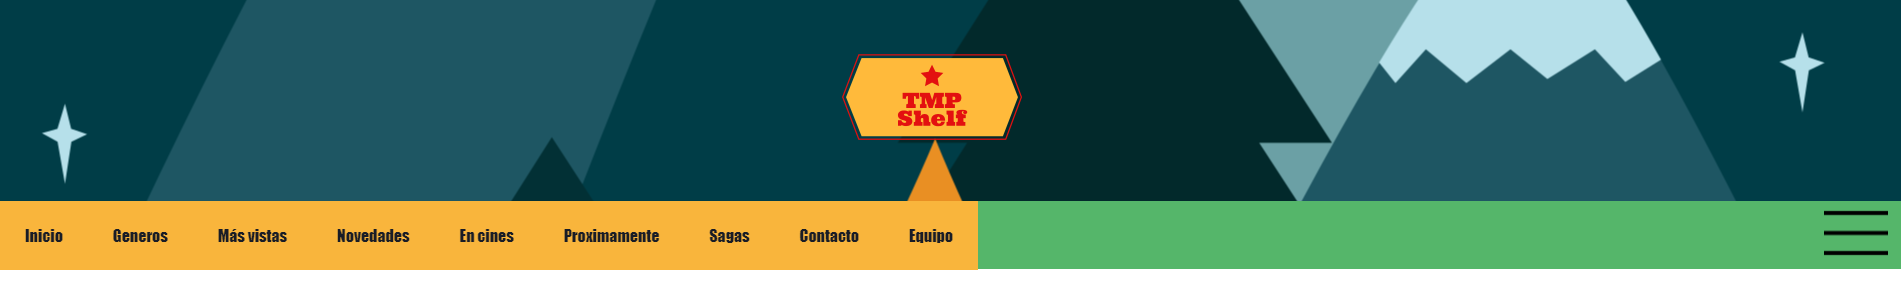 TMP
Shelf
Inicio Generos Más vistas Novedades En cines Proximamente Sagas Contacto Equipo